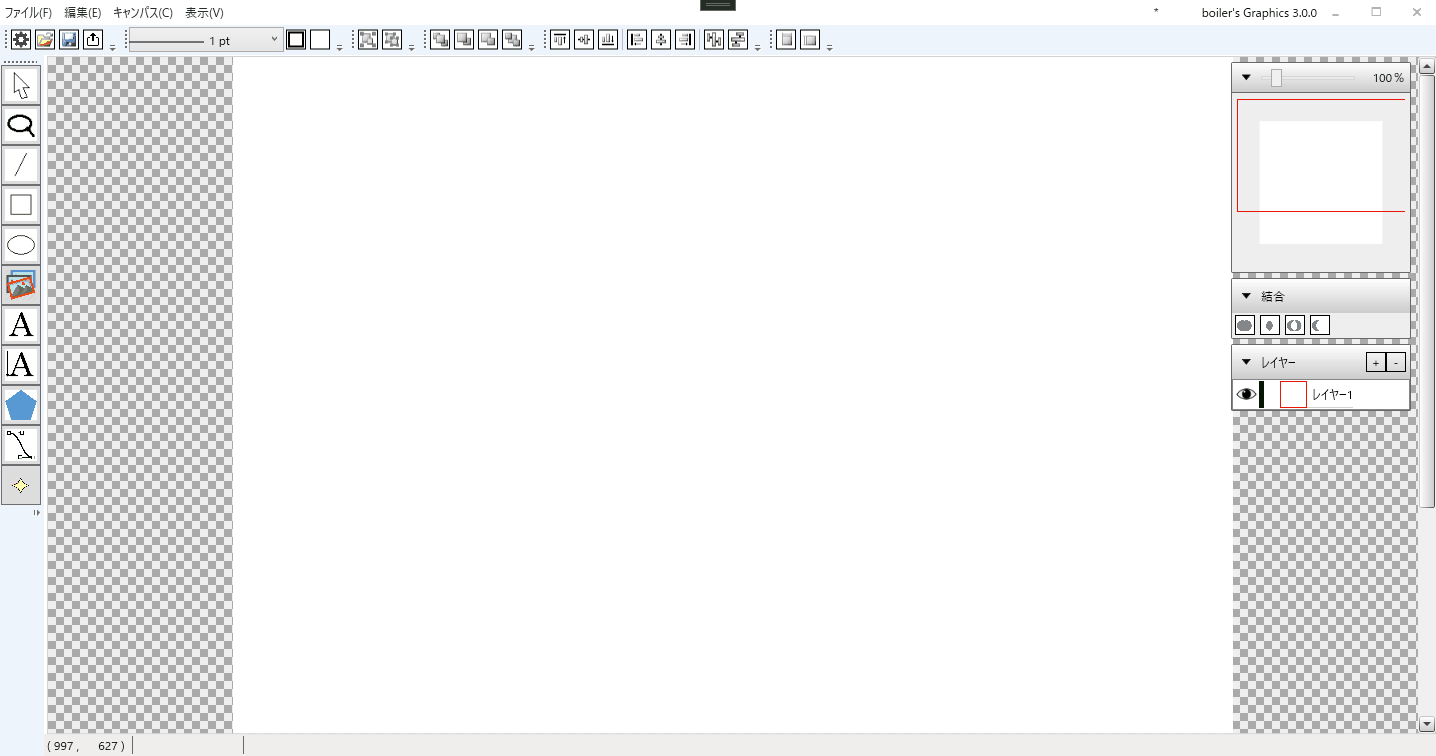 ファイル(F) 編集(E) キャンバス(C) 表示(V) * boiler's Graphics 3.0.0
1 pt
100 %
結合
レイヤー + -
レイヤー1
A
A
( 997 , 627 )